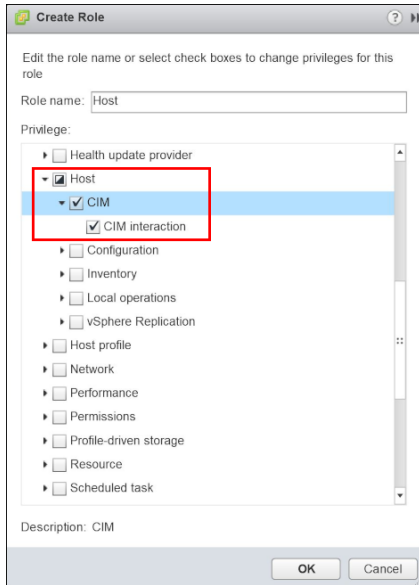 Create Role
?
Edit the role name or select check boxes to change privileges for this
role
Role name: Host
Privilege:
Health update provider
Host
CIM
CIM interaction
Configuration
Inventory
Local operations
vSphere Replication
Host profile
Network
Performance
Permissions
Profile-driven storage
Resource
Scheduled task
Description: CIM
OK Cancel